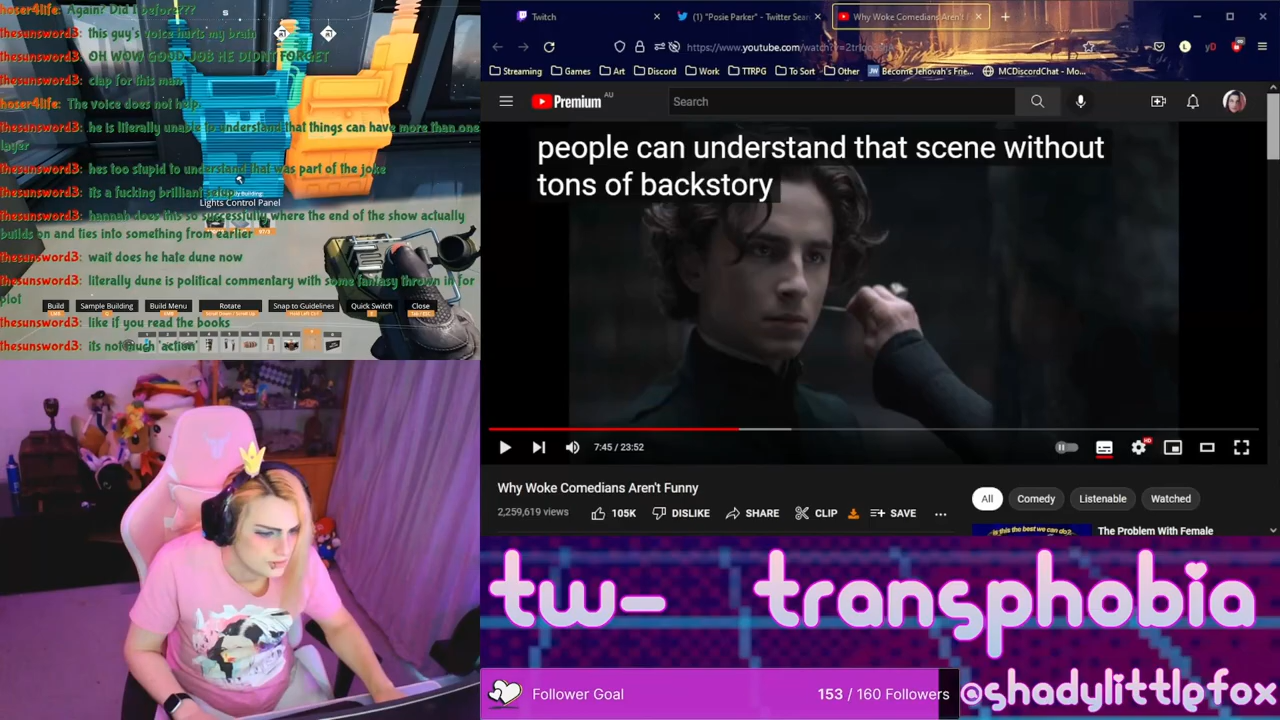 hoser4life: Again? Did I before???
thesunsword3: this guy's voice hurts my brain
thesunsword3: OH WOW GOOD JOB HE DIDNT FORGET
thesunsword3: clap for this man
hoser4life: The voice does not help
thesunsword3: he is literally unable to understand that things can have more than one
layer
thesunsword3: hes too stupid to understand that was part of the joke
thesunsword3: its a fucking brilliant setup
thesunsword3: hannah does this so successfully where the end of the show actually
builds on and ties into something from earlier
thesunsword3: wait does he hate dune now
thesunsword3: literally dune is political commentary with some fantasy thrown in for
plot
thesunsword3: like if you read the books
thesunsword3: its not much 'action'
Lights Control Panel
Build
Sample Building
Build Menu
Rotate
Snap to Guidelines
Quick Switch
Close
Twitch
(1) "Posie Parker" - Twitter Sear
Why Woke Comedians Aren't
https://www.youtube.com/watch
Streaming
Games
Art
Discord
Work
TTRPG
To Sort
Other
Become Jehovah's Frie...
MCDiscordChat - Mo...
Premium AU
Search
people can understand that scene without
tons of backstory
7:45 / 23:52
HD
Why Woke Comedians Aren't Funny
2,259,619 views
105K
DISLIKE
SHARE
CLIP
SAVE
All
Comedy
Listenable
Watched
is this the best we can do?
The Problem With Female
tw- transphobia
Follower Goal
153 / 160 Followers
@shadylittlefox